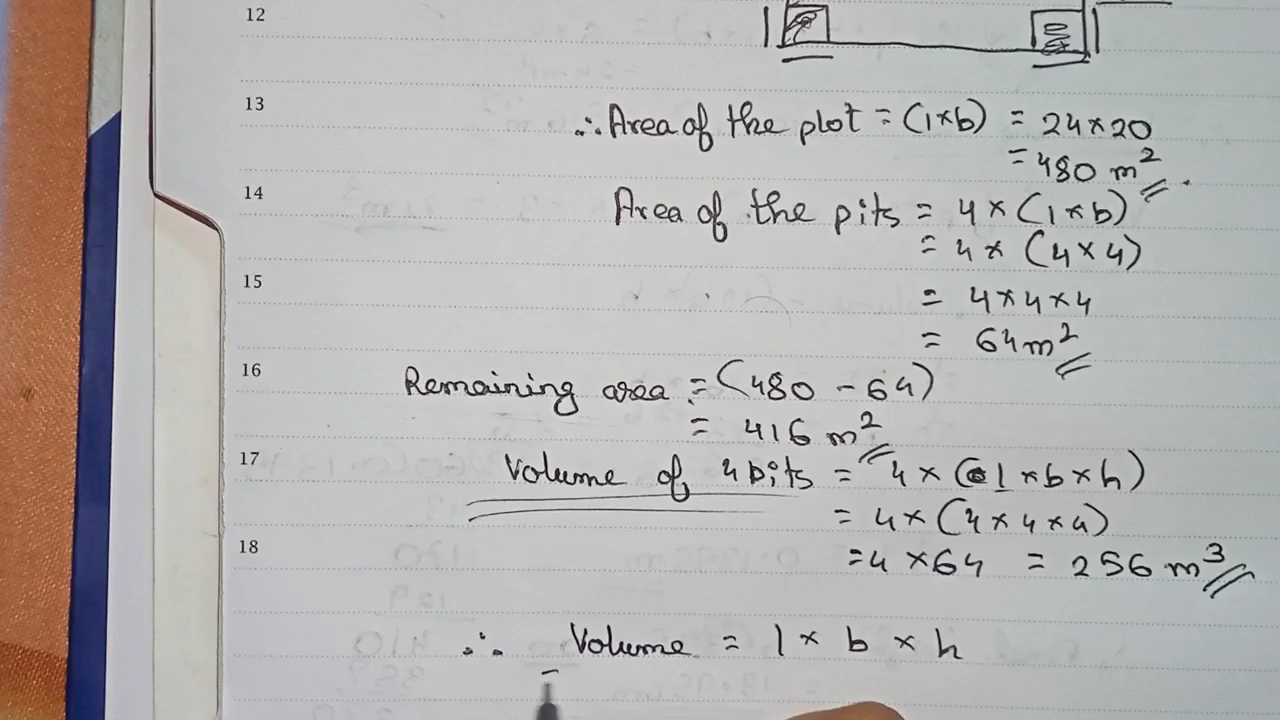 12
13
∴ Area of the plot = (l×b) = 24×20
= 480 m²
14
Area of the pits = 4×(l×b)
= 4×(4×4)
15
= 4×4×4
= 64m²
16
Remaining area = (480 - 64)
= 416 m²
17
Volume of 4 pits = 4×(l×b×h)
= 4×(4×4×4)
18
= 4×64 = 256 m³
∴ Volume = l × b × h